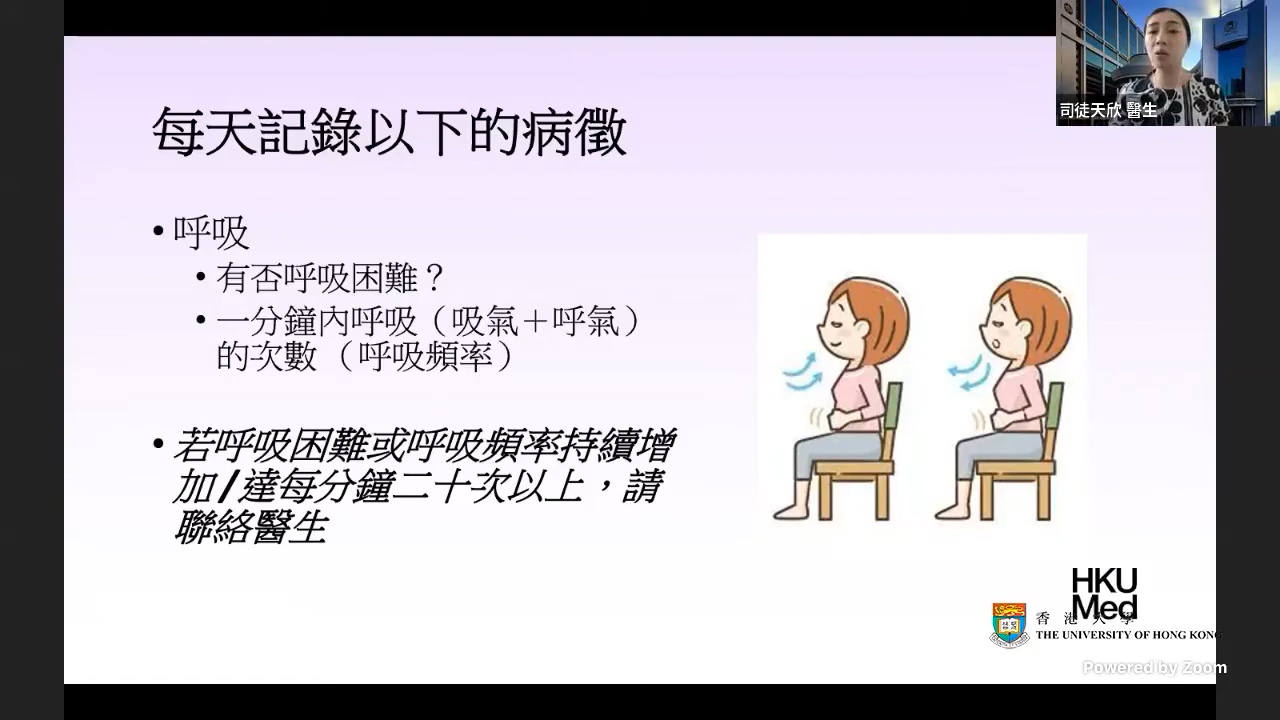 司徒天欣 醫生
每天記錄以下的病徵
• 呼吸
• 有否呼吸困難？
• 一分鐘內呼吸（吸氣＋呼氣）
的次數 （呼吸頻率）
• 若呼吸困難或呼吸頻率持續增
加/達每分鐘二十次以上，請
聯絡醫生
HKU
Med
香港大學
THE UNIVERSITY OF HONG KONG
Powered by Zoom